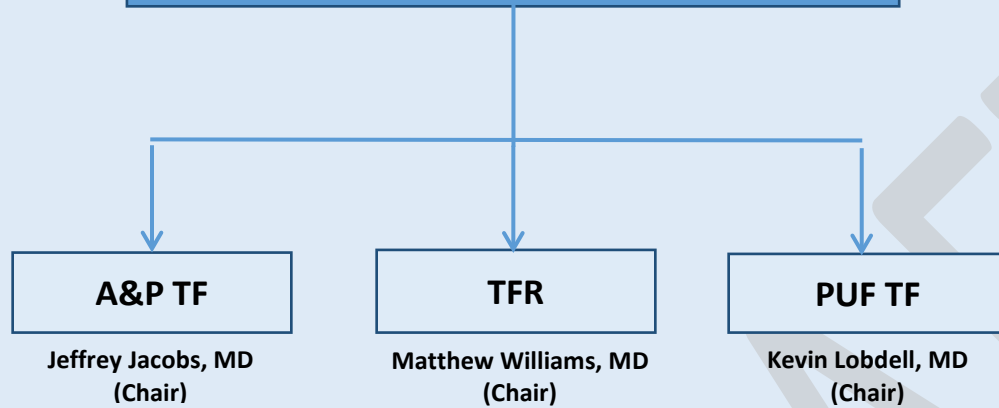 A&P TF
TFR
PUF TF
Jeffrey Jacobs, MD
(Chair)
Matthew Williams, MD
(Chair)
Kevin Lobdell, MD
(Chair)